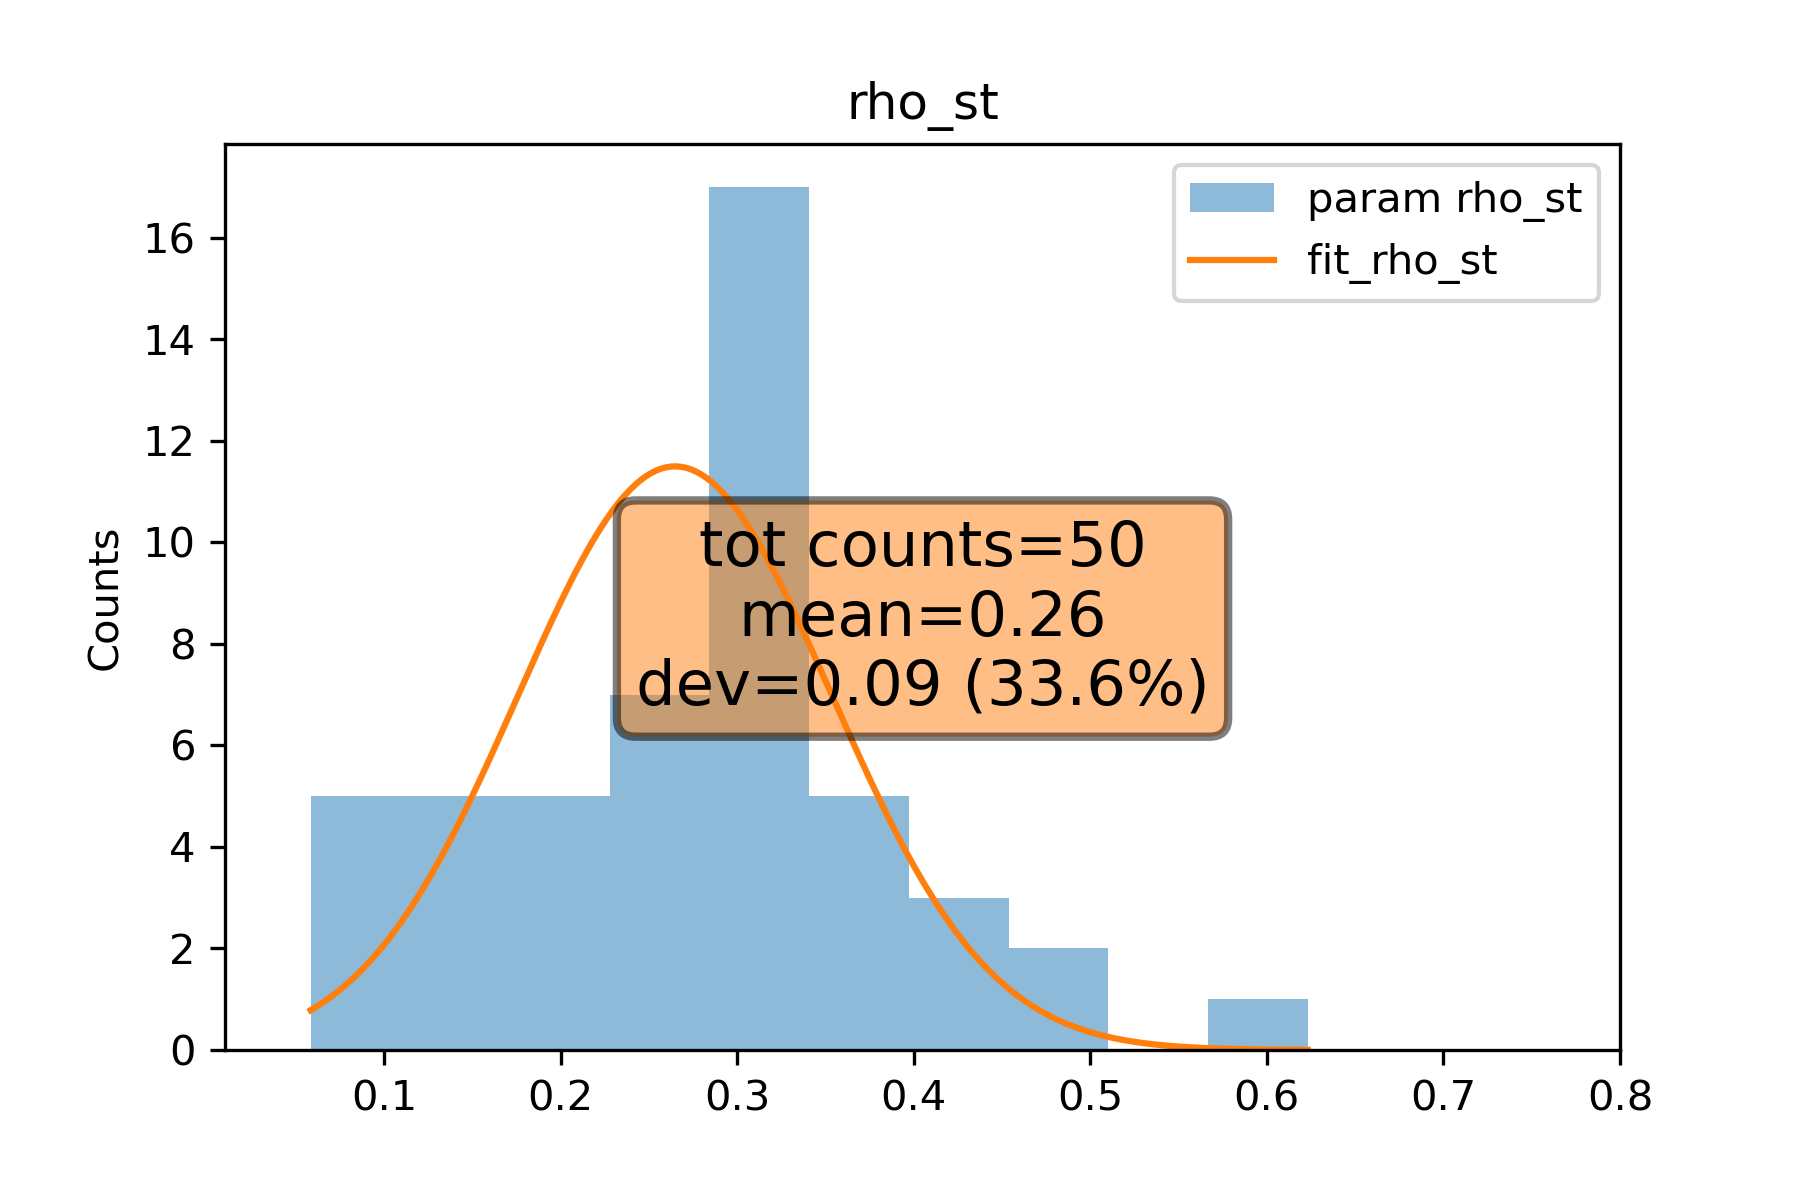 rho_st
param rho_st
fit_rho_st
Counts
16
14
12
10
8
6
4
2
0
tot counts=50
mean=0.26
dev=0.09 (33.6%)
0.1 0.2 0.3 0.4 0.5 0.6 0.7 0.8